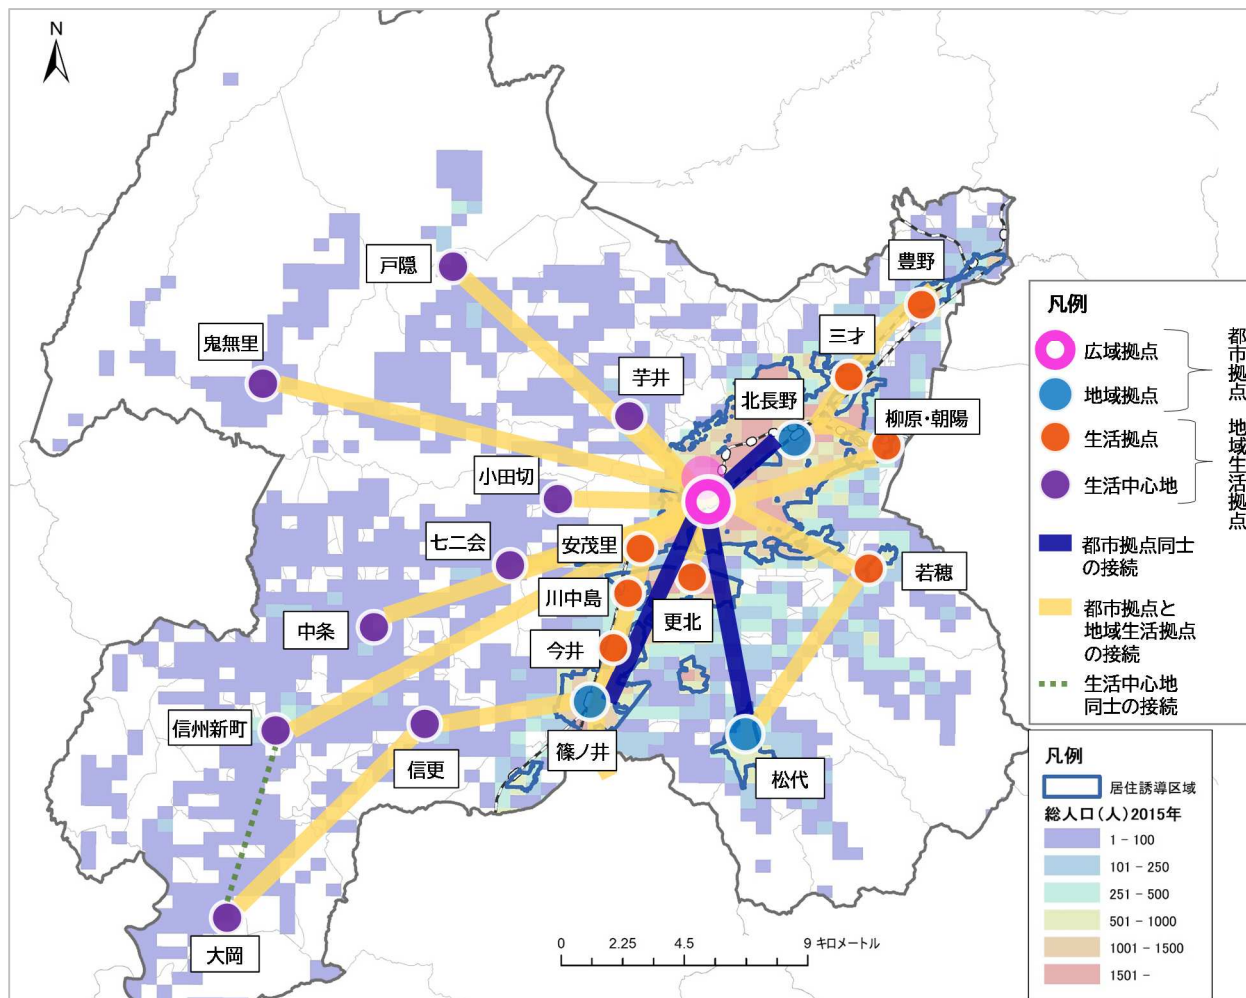 N
戸隠
豊野
鬼無里
三才
芋井
北長野
柳原・朝陽
小田切
七二会
安茂里
若穂
川中島
更北
中条
今井
信州新町
信更
篠ノ井
松代
大岡
0 2.25 4.5 9 キロメートル
凡例
広域拠点
地域拠点
都市拠点
生活拠点
生活中心地
地域生活拠点
都市拠点同士
の接続
都市拠点と
地域生活拠点
の接続
生活中心地
同士の接続
凡例
居住誘導区域
総人口(人)2015年
1 - 100
101 - 250
251 - 500
501 - 1000
1001 - 1500
1501 -